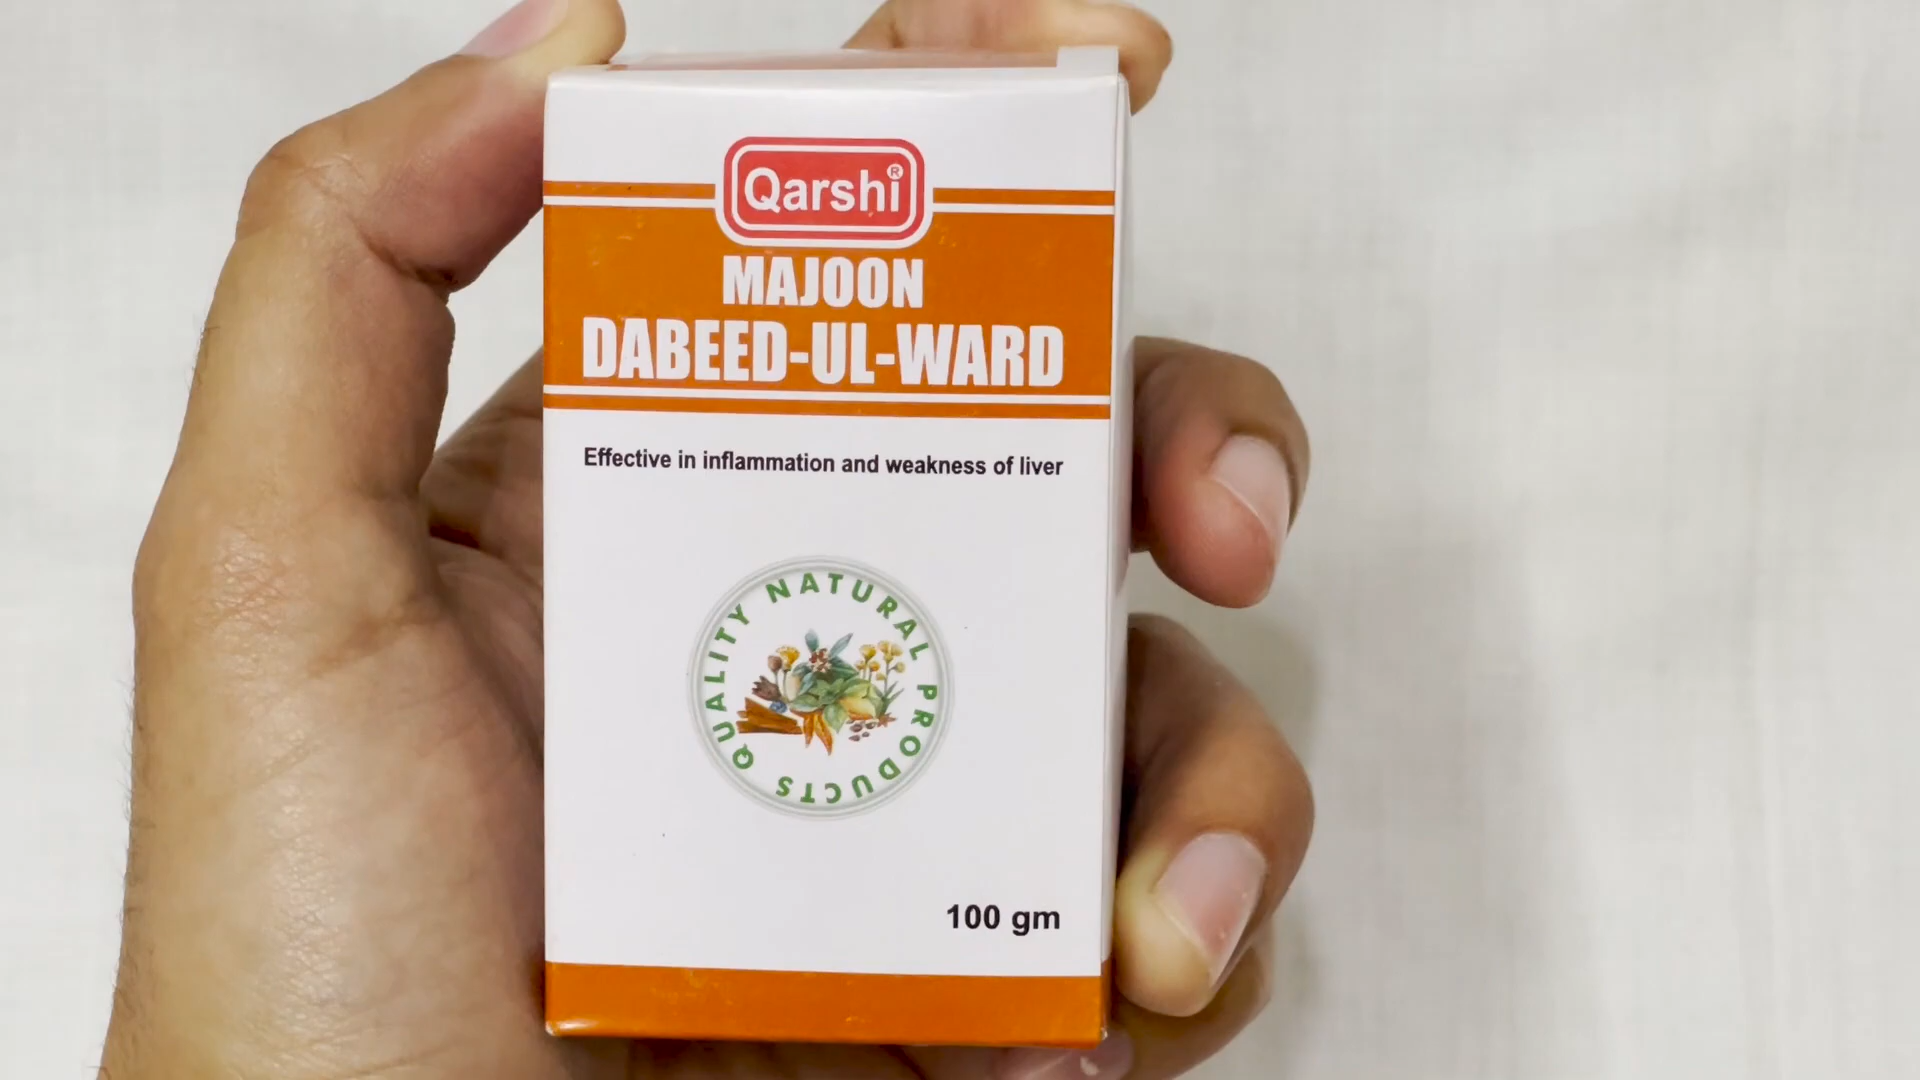 Qarshi®
MAJOON
DABEED-UL-WARD
Effective in inflammation and weakness of liver
QUALITY NATURAL PRODUCTS
100 gm